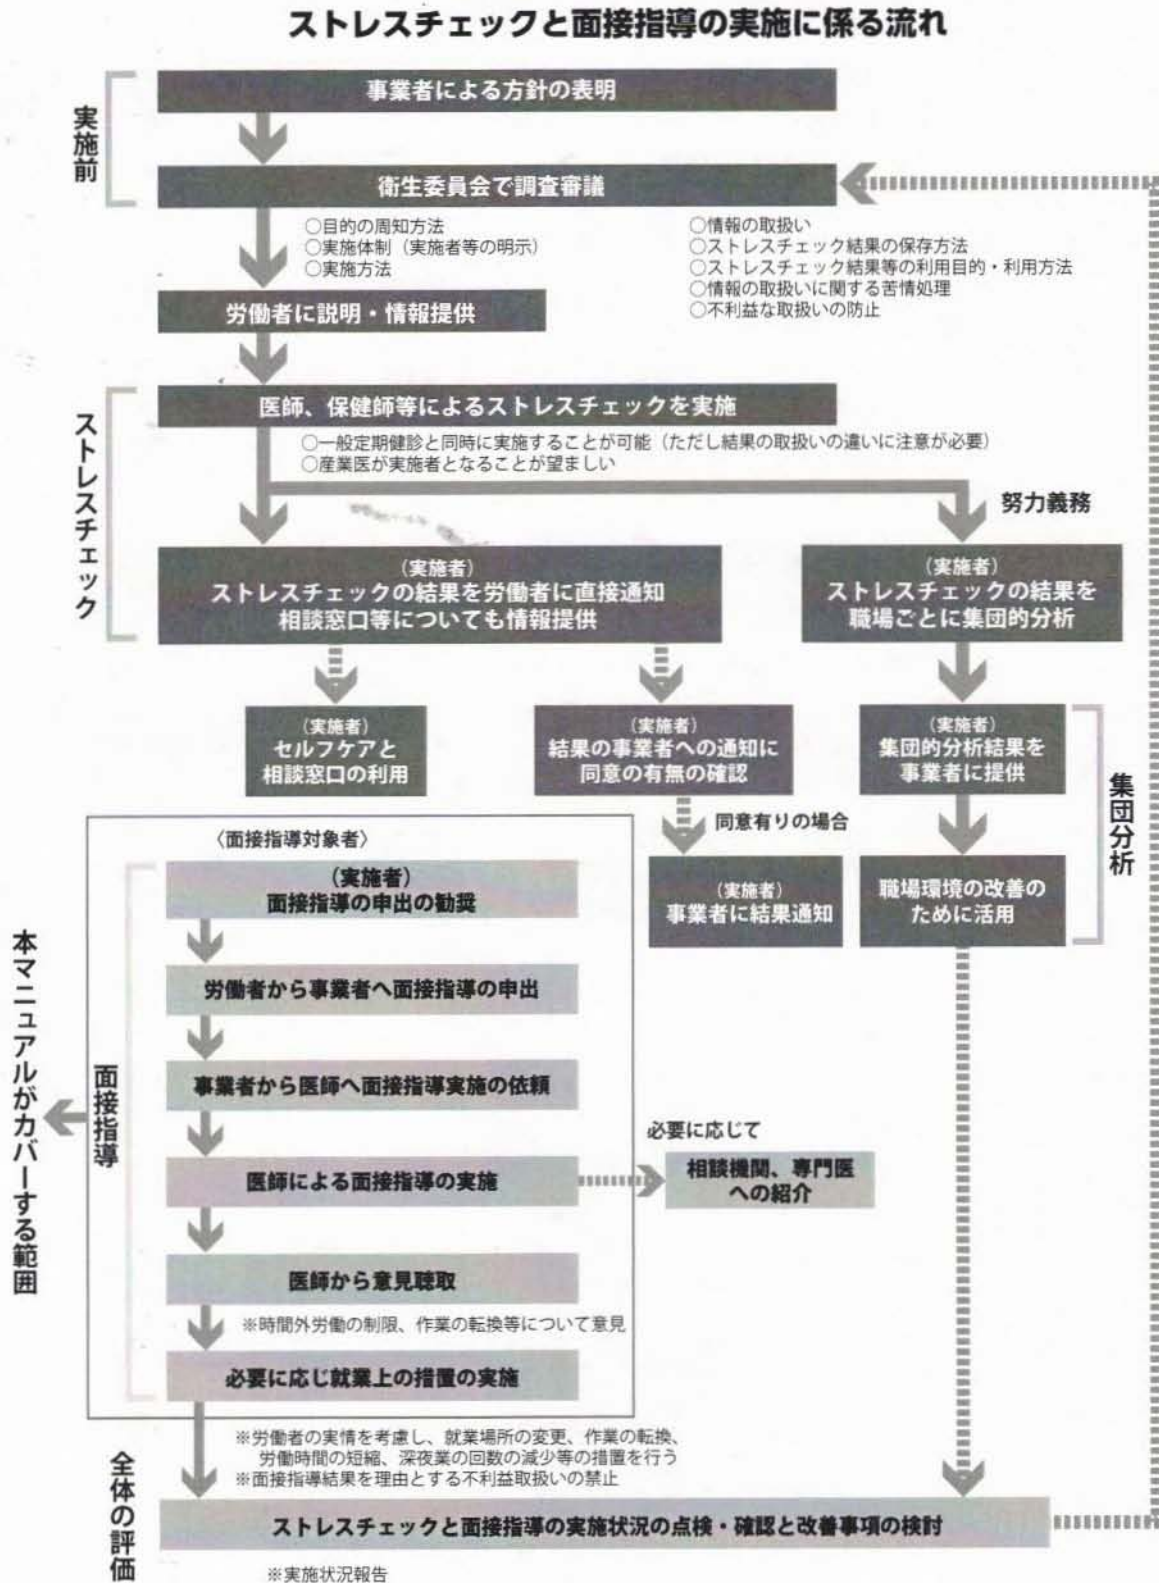 ストレスチェックと面接指導の実施に係る流れ
実施前
事業者による方針の表明
衛生委員会で調査審議
○目的の周知方法
○実施体制（実施者等の明示）
○実施方法
○情報の取扱い
○ストレスチェック結果の保存方法
○ストレスチェック結果等の利用目的・利用方法
○情報の取扱いに関する苦情処理
○不利益な取扱いの防止
労働者に説明・情報提供
ストレスチェック
医師、保健師等によるストレスチェックを実施
○一般定期健診と同時に実施することが可能（ただし結果の取扱いの違いに注意が必要）
○産業医が実施者となることが望ましい
努力義務
（実施者）
ストレスチェックの結果を労働者に直接通知
相談窓口等についても情報提供
（実施者）
ストレスチェックの結果を
職場ごとに集団的分析
（実施者）
セルフケアと
相談窓口の利用
（実施者）
結果の事業者への通知に
同意の有無の確認
（実施者）
集団的分析結果を
事業者に提供
集団分析
同意有りの場合
（実施者）
事業者に結果通知
職場環境の改善の
ために活用
〈面接指導対象者〉
本マニュアルがカバーする範囲
面接指導
（実施者）
面接指導の申出の勧奨
労働者から事業者へ面接指導の申出
事業者から医師へ面接指導実施の依頼
医師による面接指導の実施
必要に応じて
相談機関、専門医
への紹介
医師から意見聴取
※時間外労働の制限、作業の転換等について意見
必要に応じ就業上の措置の実施
※労働者の実情を考慮し、就業場所の変更、作業の転換、
労働時間の短縮、深夜業の回数の減少等の措置を行う
※面接指導結果を理由とする不利益取扱いの禁止
全体の評価
ストレスチェックと面接指導の実施状況の点検・確認と改善事項の検討
※実施状況報告